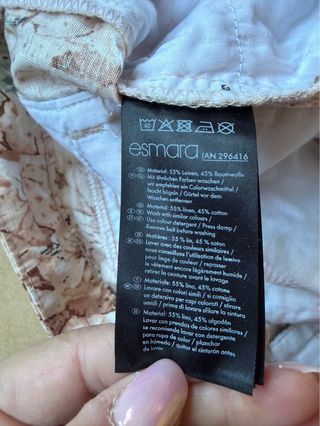 esmara IAN 296416
Material: 55% Leinen, 45% Baumwolle
Mit ähnlichen Farben waschen /
wir empfehlen ein Colorwaschmittel /
feucht bügeln / Gürtel vor dem
Waschen entfernen
Material: 55% linen, 45% cotton
Wash with similar colours /
Use colour detergent / Press damp /
Remove belt before washing
Matières : 55 % lin, 45 % coton
Laver avec des couleurs similaires /
nous conseillons l'utilisation de lessive
pour linge de couleur / repasser
le vêtement encore légèrement humide /
retirer la ceinture avant le lavage
Materiale: 55% lino, 45% cotone
Lavare con colori simili / si consiglia
un detersivo per capi colorati / stirare
umido / prima di lavare sfilare la cintura
Material: 55% lino, 45% algodón
Lavar con prendas de colores similares /
se recomienda lavar con detergente
para ropa de color / planchar
en húmedo / quitar el cinturón antes
de lavar